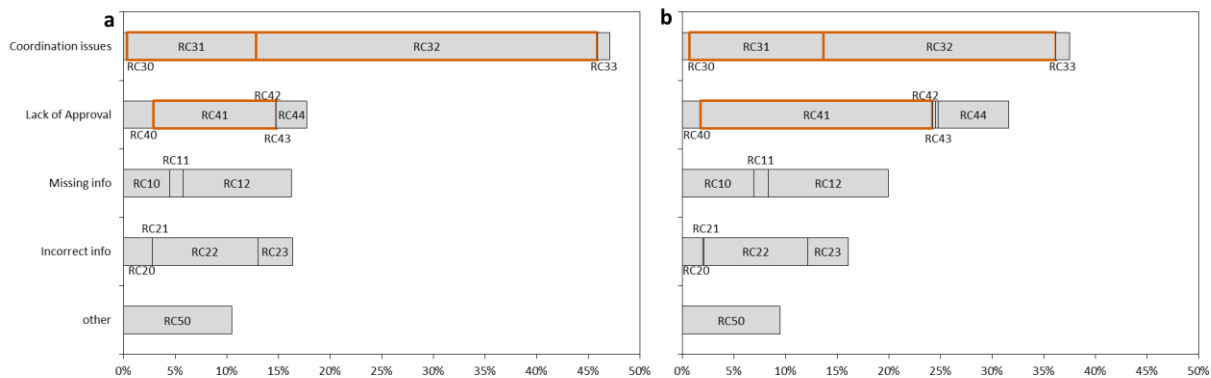 a
Coordination issues
RC31 RC32
RC30 RC33
RC42
Lack of Approval
RC41 RC44
RC40 RC43
RC11
Missing info
RC10 RC12
RC21
Incorrect info
RC22 RC23
RC20
other
RC50
0% 5% 10% 15% 20% 25% 30% 35% 40% 45% 50%
b
RC31 RC32
RC30 RC33
RC42
RC41 RC44
RC40 RC43
RC11
RC10 RC12
RC21
RC22 RC23
RC20
RC50
0% 5% 10% 15% 20% 25% 30% 35% 40% 45% 50%